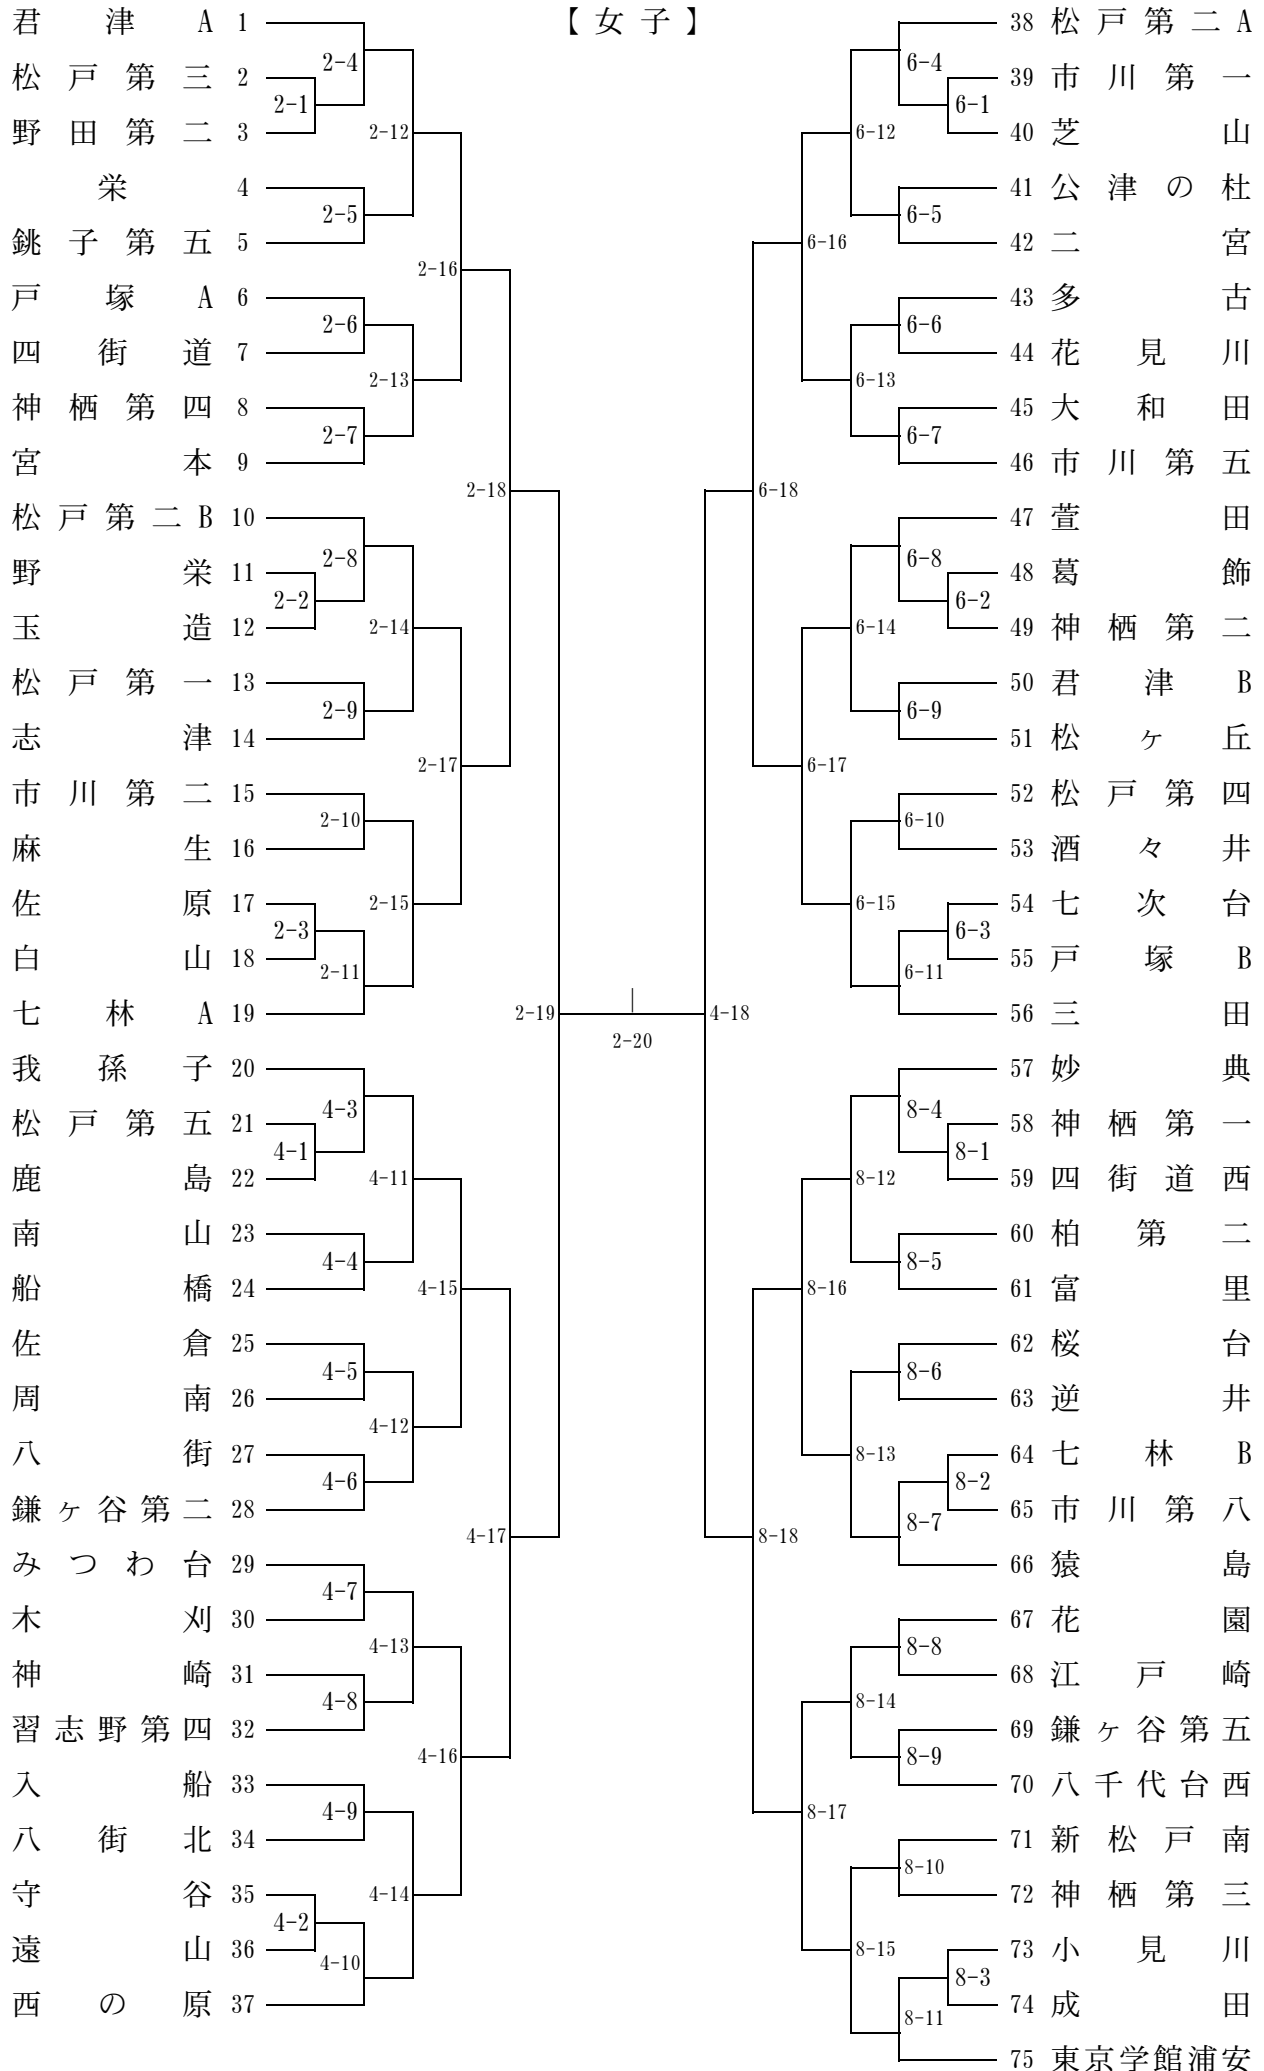 【女子】
君津A 1
松戸第三 2
野田第二 3
栄 4
銚子第五 5
戸塚A 6
四街道 7
神栖第四 8
宮本 9
松戸第二B 10
野栄 11
玉造 12
松戸第一 13
志津 14
市川第二 15
麻生 16
佐原 17
白山 18
七林A 19
我孫子 20
松戸第五 21
鹿島 22
南山 23
船橋 24
佐倉 25
周南 26
八街 27
鎌ヶ谷第二 28
みつわ台 29
木刈 30
神崎 31
習志野第四 32
入船 33
八街北 34
守谷 35
遠山 36
西の原 37
2-1
2-2
2-3
4-1
4-2
2-4
2-5
2-6
2-7
2-8
2-9
2-10
2-11
4-3
4-4
4-5
4-6
4-7
4-8
4-9
4-10
2-12
2-13
2-14
2-15
4-11
4-12
4-13
4-14
2-16
2-17
4-15
4-16
2-18
4-17
2-19
2-20
4-18
6-18
8-18
6-16
6-17
8-16
8-17
6-12
6-13
6-14
6-15
8-12
8-13
8-14
8-15
6-4
6-5
6-6
6-7
6-8
6-9
6-10
6-11
8-4
8-5
8-6
8-7
8-8
8-9
8-10
8-11
6-1
6-2
6-3
8-1
8-2
8-3
38 松戸第二A
39 市川第一
40 芝山
41 公津の杜
42 二宮
43 多古
44 花見川
45 大和田
46 市川第五
47 萱田
48 葛飾
49 神栖第二
50 君津B
51 松ヶ丘
52 松戸第四
53 酒々井
54 七次台
55 戸塚B
56 三田
57 妙典
58 神栖第一
59 四街道西
60 柏第二
61 富里
62 桜台
63 逆井
64 七林B
65 市川第八
66 猿島
67 花園
68 江戸崎
69 鎌ヶ谷第五
70 八千代台西
71 新松戸南
72 神栖第三
73 小見川
74 成田
75 東京学館浦安